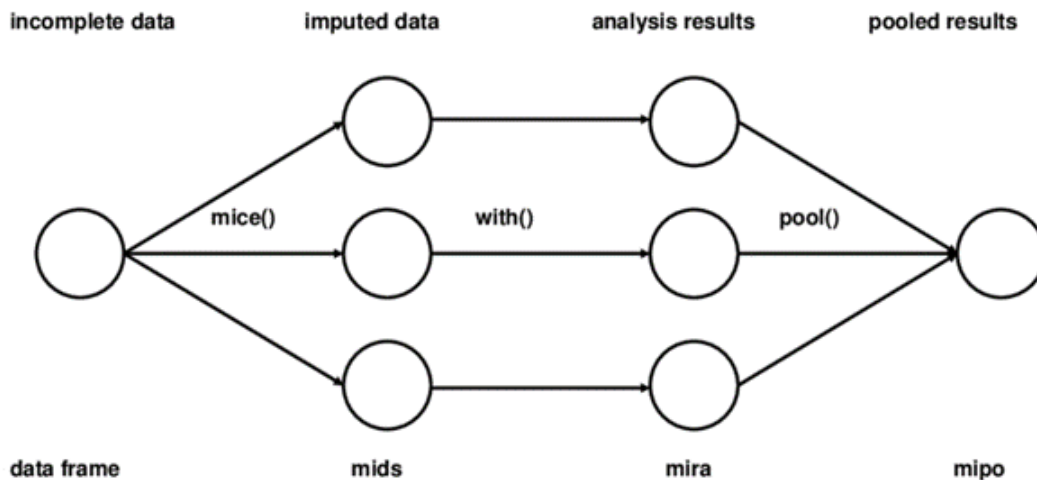 incomplete data imputed data analysis results pooled results
mice() with() pool()
data frame mids mira mipo